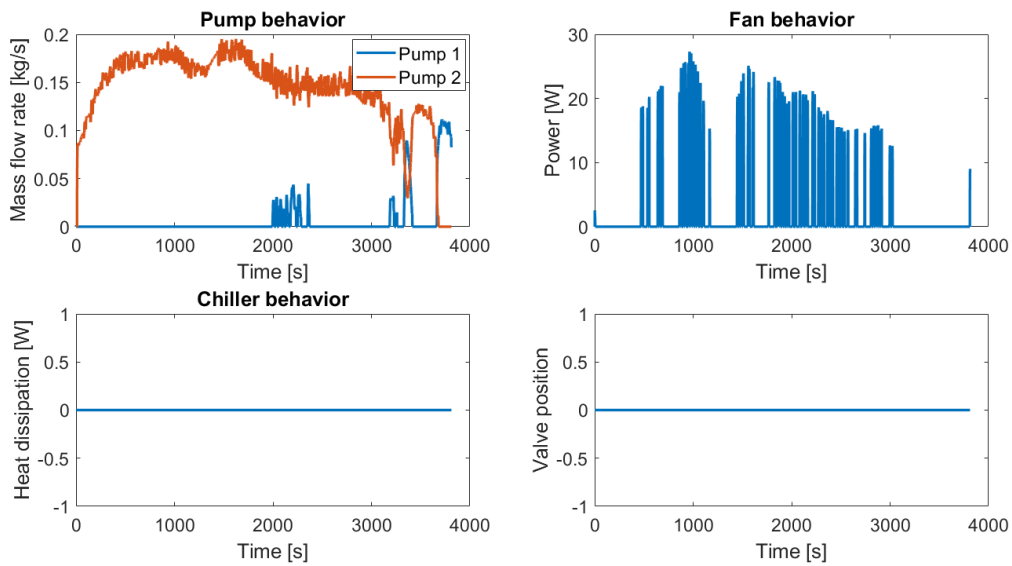 Pump behavior
Mass flow rate [kg/s]
0.2
0.15
0.1
0.05
0
Pump 1
Pump 2
0 1000 2000 3000 4000
Time [s]
Fan behavior
Power [W]
30
20
10
0
0 1000 2000 3000 4000
Time [s]
Chiller behavior
Heat dissipation [W]
1
0.5
0
-0.5
-1
0 1000 2000 3000 4000
Time [s]
Valve position
1
0.5
0
-0.5
-1
0 1000 2000 3000 4000
Time [s]